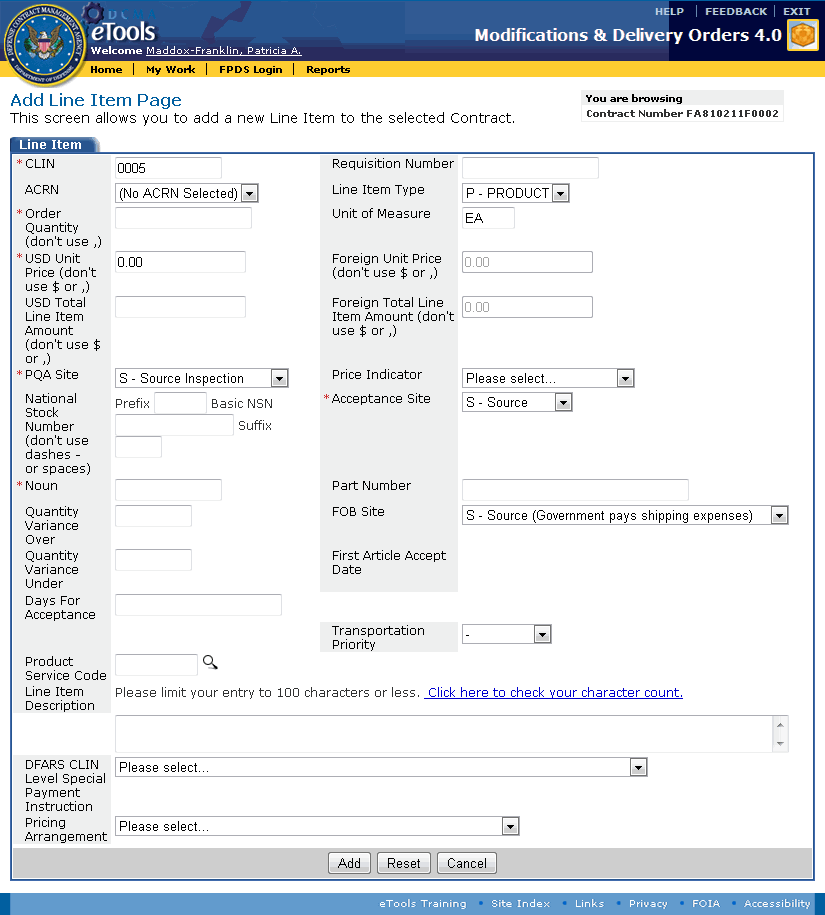 HELP | FEEDBACK | EXIT
DCMA
eTools
Welcome Maddox-Franklin, Patricia A.
Modifications & Delivery Orders 4.0
DEFENSE CONTRACT MANAGEMENT AGENCY
DEPARTMENT OF DEFENSE
Home | My Work | FPDS Login | Reports
Add Line Item Page
This screen allows you to add a new Line Item to the selected Contract.
You are browsing
Contract Number FA810211F0002
Line Item
*CLIN 0005 Requisition Number
ACRN (No ACRN Selected) Line Item Type P - PRODUCT
*Order Unit of Measure EA
Quantity
(don't use ,)
*USD Unit 0.00 Foreign Unit Price 0.00
Price (don't (don't use $ or ,)
use $ or ,)
USD Total Foreign Total Line 0.00
Line Item Item Amount (don't
Amount use $ or ,)
(don't use $
or ,)
*PQA Site S - Source Inspection Price Indicator Please select...
National Prefix Basic NSN *Acceptance Site S - Source
Stock
Number Suffix
(don't use
dashes -
or spaces)
*Noun Part Number
Quantity FOB Site S - Source (Government pays shipping expenses)
Variance
Over
Quantity First Article Accept
Variance Date
Under
Days For
Acceptance
Transportation -
Priority
Product
Service Code
Line Item Please limit your entry to 100 characters or less. Click here to check your character count.
Description
DFARS CLIN Please select...
Level Special
Payment
Instruction
Pricing Please select...
Arrangement
Add Reset Cancel
eTools Training • Site Index • Links • Privacy • FOIA • Accessibility